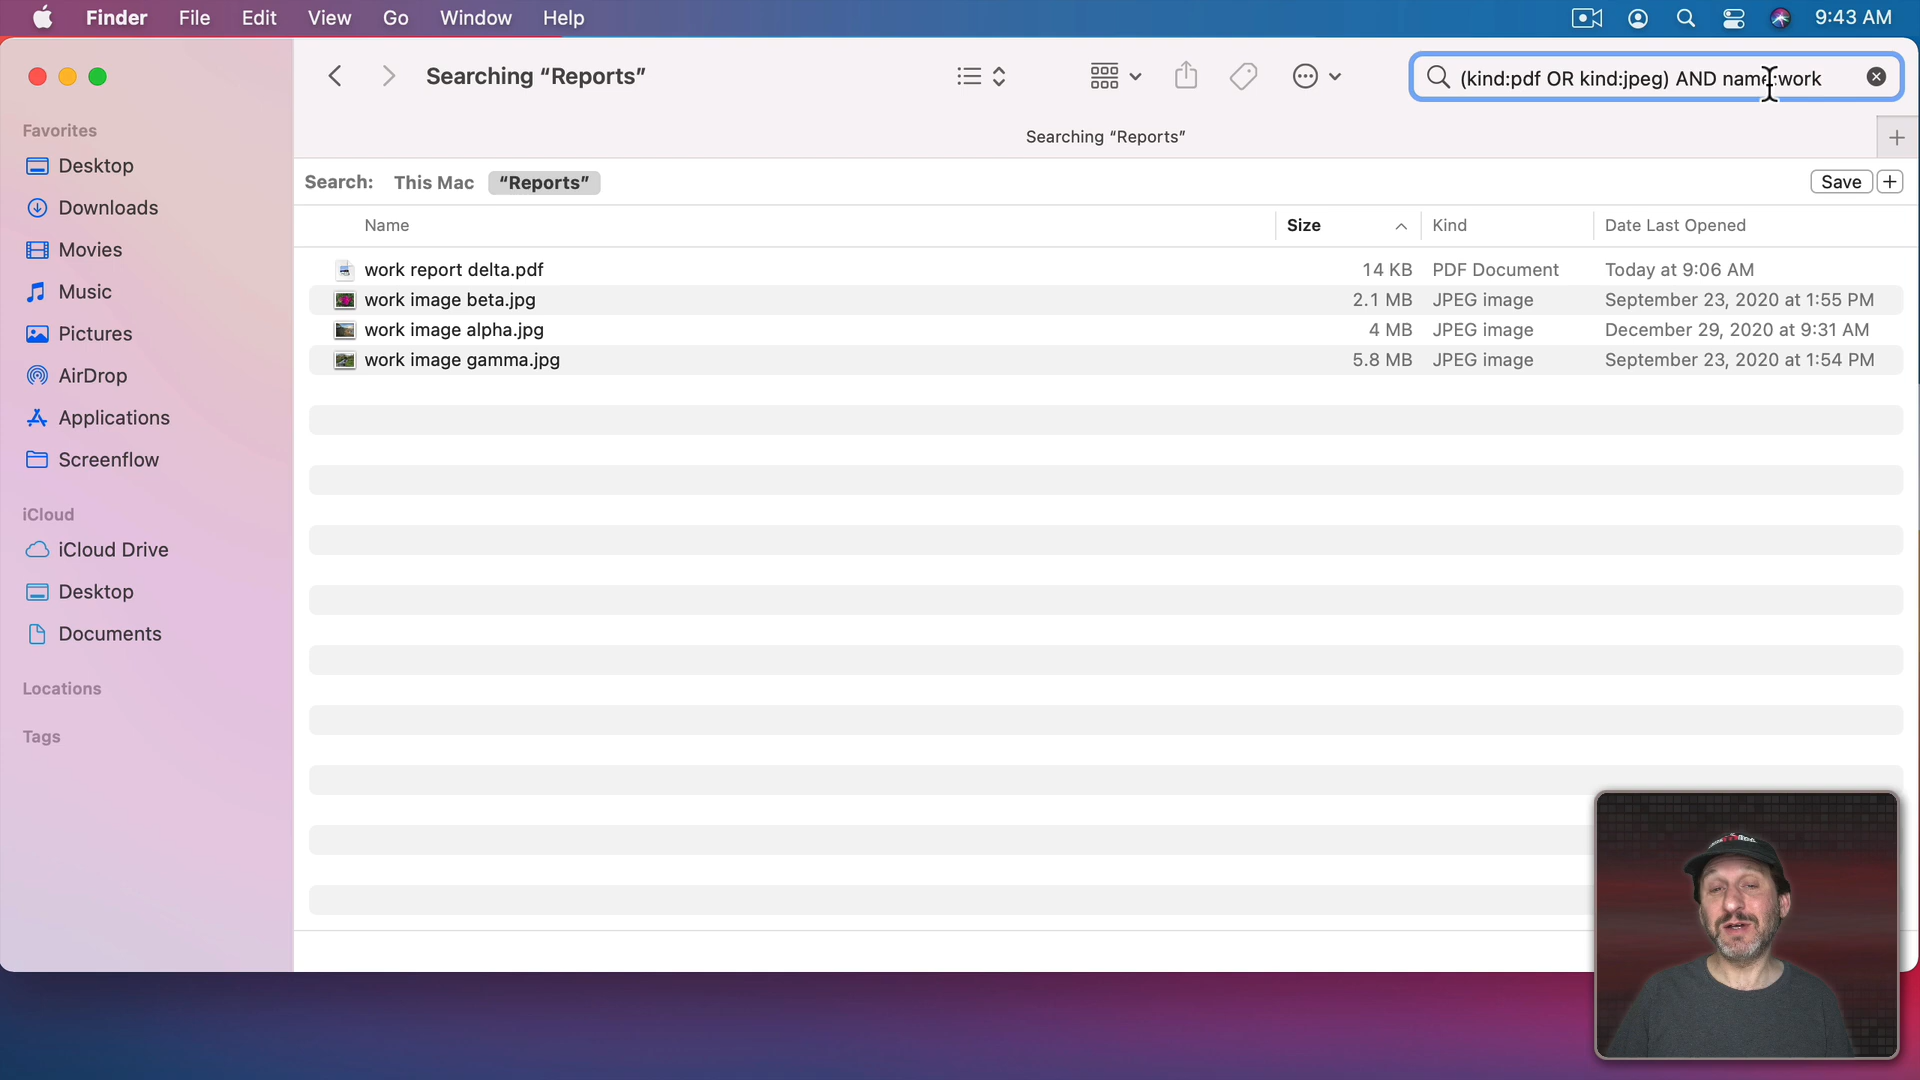 Finder File Edit View Go Window Help 9:43 AM
Searching “Reports”
(kind:pdf OR kind:jpeg) AND name:work
Searching “Reports”
Search: This Mac “Reports” Save
Name Size Kind Date Last Opened
work report delta.pdf 14 KB PDF Document Today at 9:06 AM
work image beta.jpg 2.1 MB JPEG image September 23, 2020 at 1:55 PM
work image alpha.jpg 4 MB JPEG image December 29, 2020 at 9:31 AM
work image gamma.jpg 5.8 MB JPEG image September 23, 2020 at 1:54 PM
Favorites
Desktop
Downloads
Movies
Music
Pictures
AirDrop
Applications
Screenflow
iCloud
iCloud Drive
Desktop
Documents
Locations
Tags